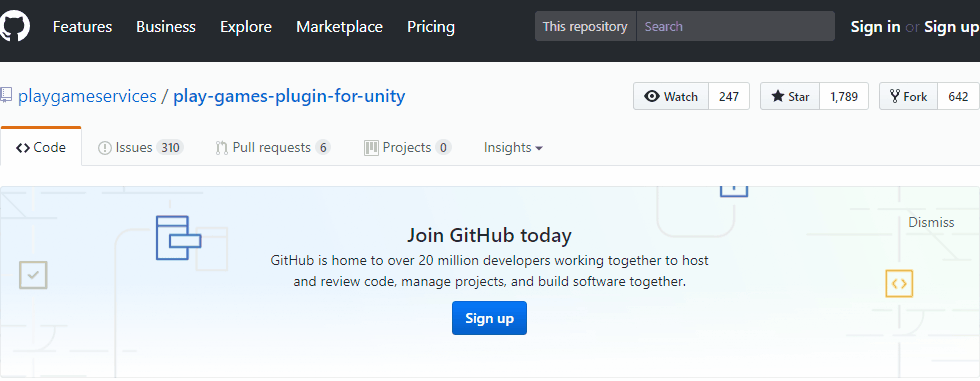 Features Business Explore Marketplace Pricing This repository Search Sign in or Sign up
playgameservices / play-games-plugin-for-unity Watch 247 Star 1,789 Fork 642
Code Issues 310 Pull requests 6 Projects 0 Insights
Dismiss
Join GitHub today
GitHub is home to over 20 million developers working together to host
and review code, manage projects, and build software together.
Sign up